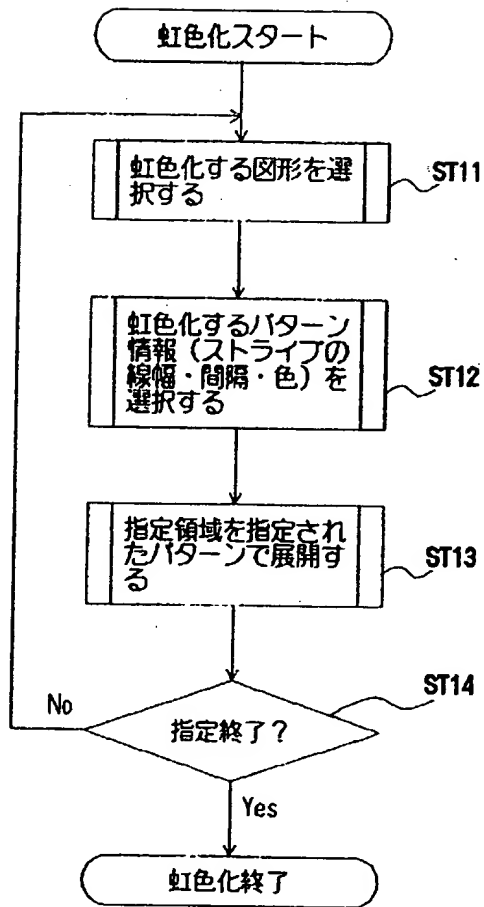 虹色化スタート
虹色化する図形を選
択する
ST11
虹色化するパターン
情報（ストライプの
線幅・間隔・色）を
選択する
ST12
指定領域を指定され
たパターンで展開す
る
ST13
ST14
No
指定終了？
Yes
虹色化終了